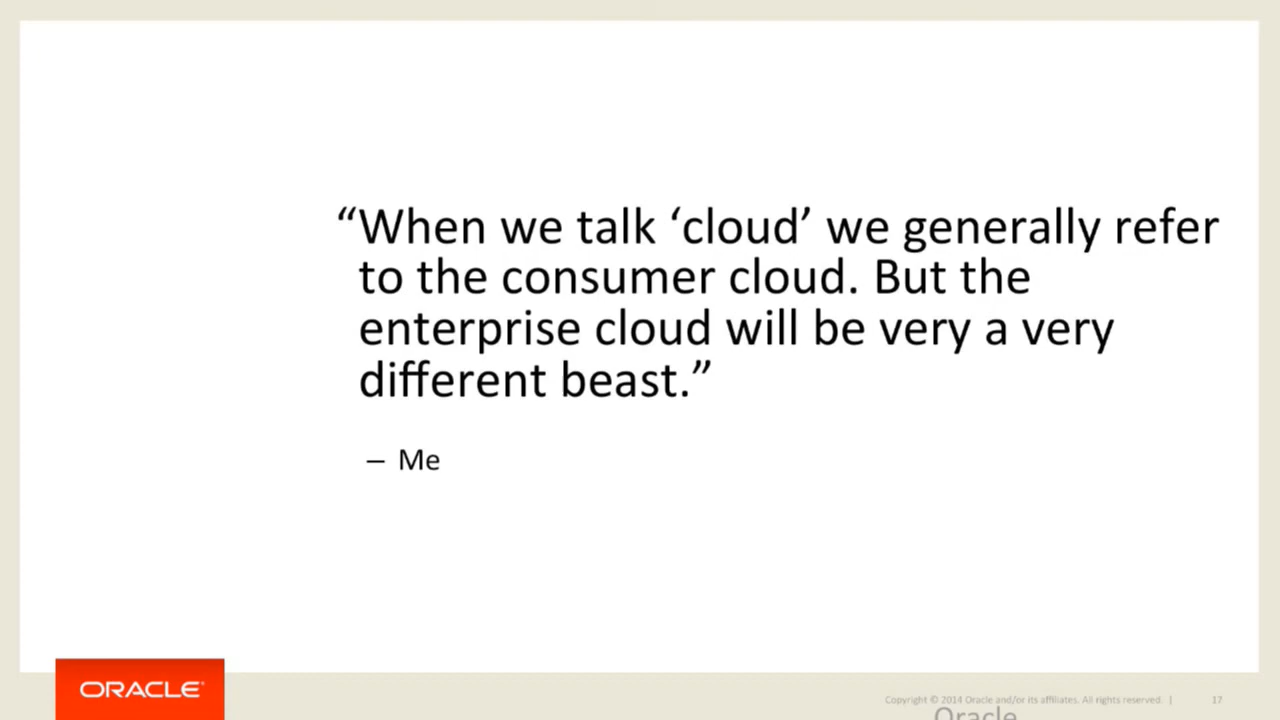 “When we talk ‘cloud’ we generally refer
to the consumer cloud. But the
enterprise cloud will be very a very
different beast.”
– Me
ORACLE®
Copyright © 2014 Oracle and/or its affiliates. All rights reserved. |
17
Oracle